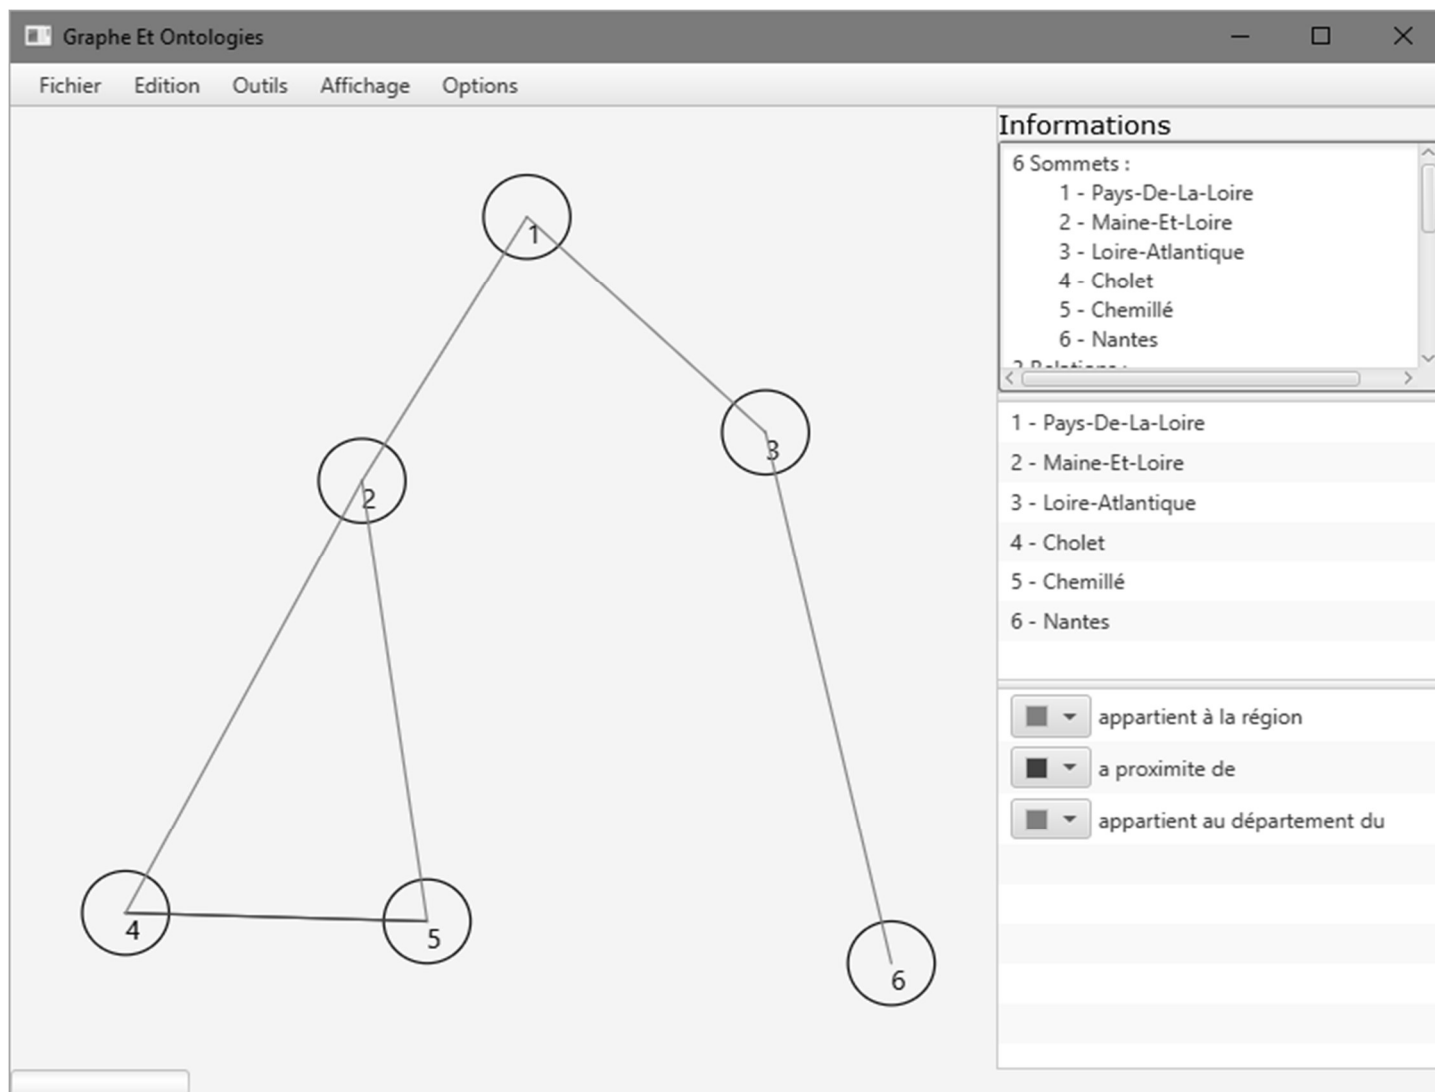 Graphe Et Ontologies
Fichier Edition Outils Affichage Options
Informations
6 Sommets :
1 - Pays-De-La-Loire
2 - Maine-Et-Loire
3 - Loire-Atlantique
4 - Cholet
5 - Chemillé
6 - Nantes
1 - Pays-De-La-Loire
2 - Maine-Et-Loire
3 - Loire-Atlantique
4 - Cholet
5 - Chemillé
6 - Nantes
appartient à la région
a proximite de
appartient au département du
1
3
2
4
5
6